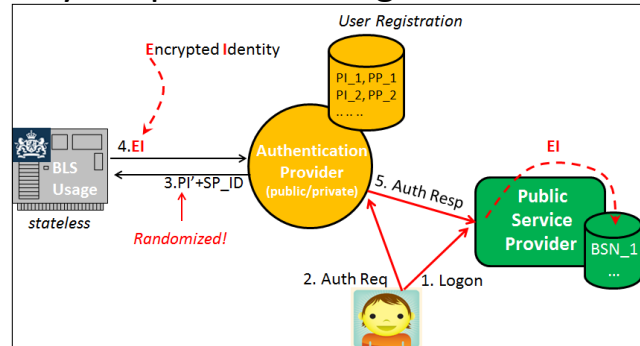 User Registration
Encrypted Identity
PI_1, PP_1
PI_2, PP_2
.. .. ..
4.EI
BLS
Usage
Authentication
Provider
(public/private)
EI
3.PI'+SP_ID
5. Auth Resp
stateless
Public
Service
Provider
Randomized!
BSN_1
...
2. Auth Req
1. Logon